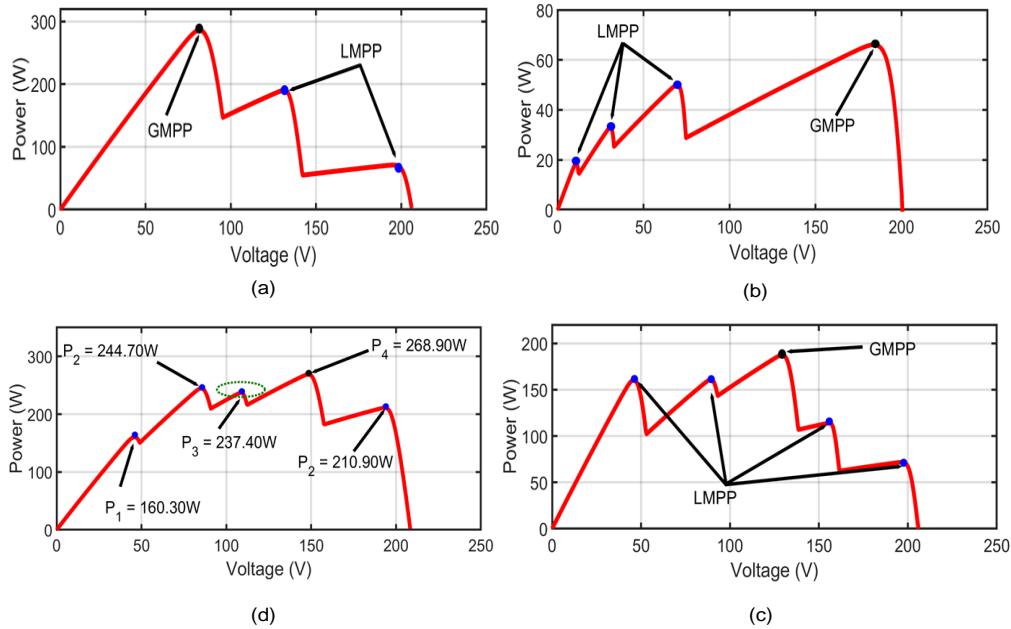 300
200
100
0
Power (W)
GMPP
LMPP
0 50 100 150 200 250
Voltage (V)
(a)
80
60
40
20
0
Power (W)
LMPP
GMPP
0 50 100 150 200 250
Voltage (V)
(b)
300
200
100
0
Power (W)
P2 = 244.70W
P4 = 268.90W
P3 = 237.40W
P2 = 210.90W
P1 = 160.30W
0 50 100 150 200 250
Voltage (V)
(d)
200
150
100
50
0
Power (W)
GMPP
LMPP
0 50 100 150 200 250
Voltage (V)
(c)